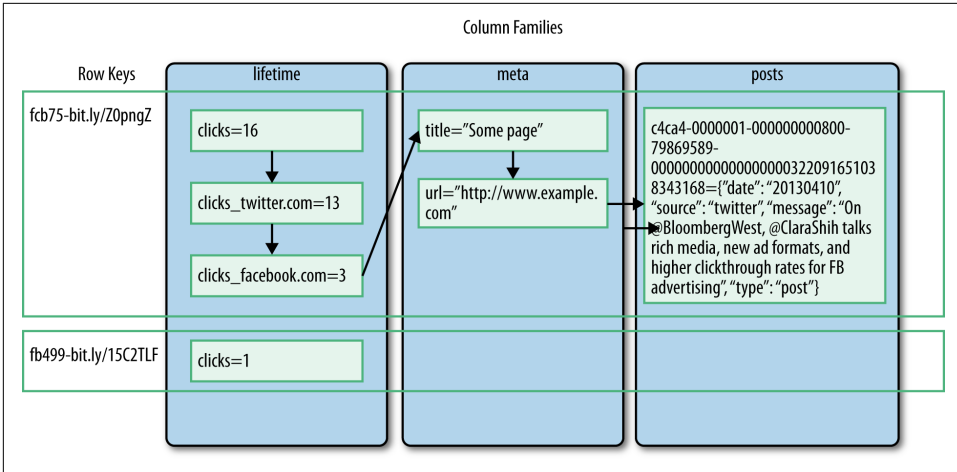 Column Families
Row Keys
lifetime
meta
posts
fcb75-bit.ly/Z0pngZ
clicks=16
clicks_twitter.com=13
clicks_facebook.com=3
title=”Some page”
url=”http://www.example.
com”
c4ca4-0000001-000000000800-
79869589-
0000000000000000032209165103
8343168={"date": “20130410”,
“source”: “twitter”, “message”: “On
@BloombergWest, @ClaraShih talks
rich media, new ad formats, and
higher clickthrough rates for FB
advertising”, “type”: “post”}
fb499-bit.ly/15C2TLF
clicks=1